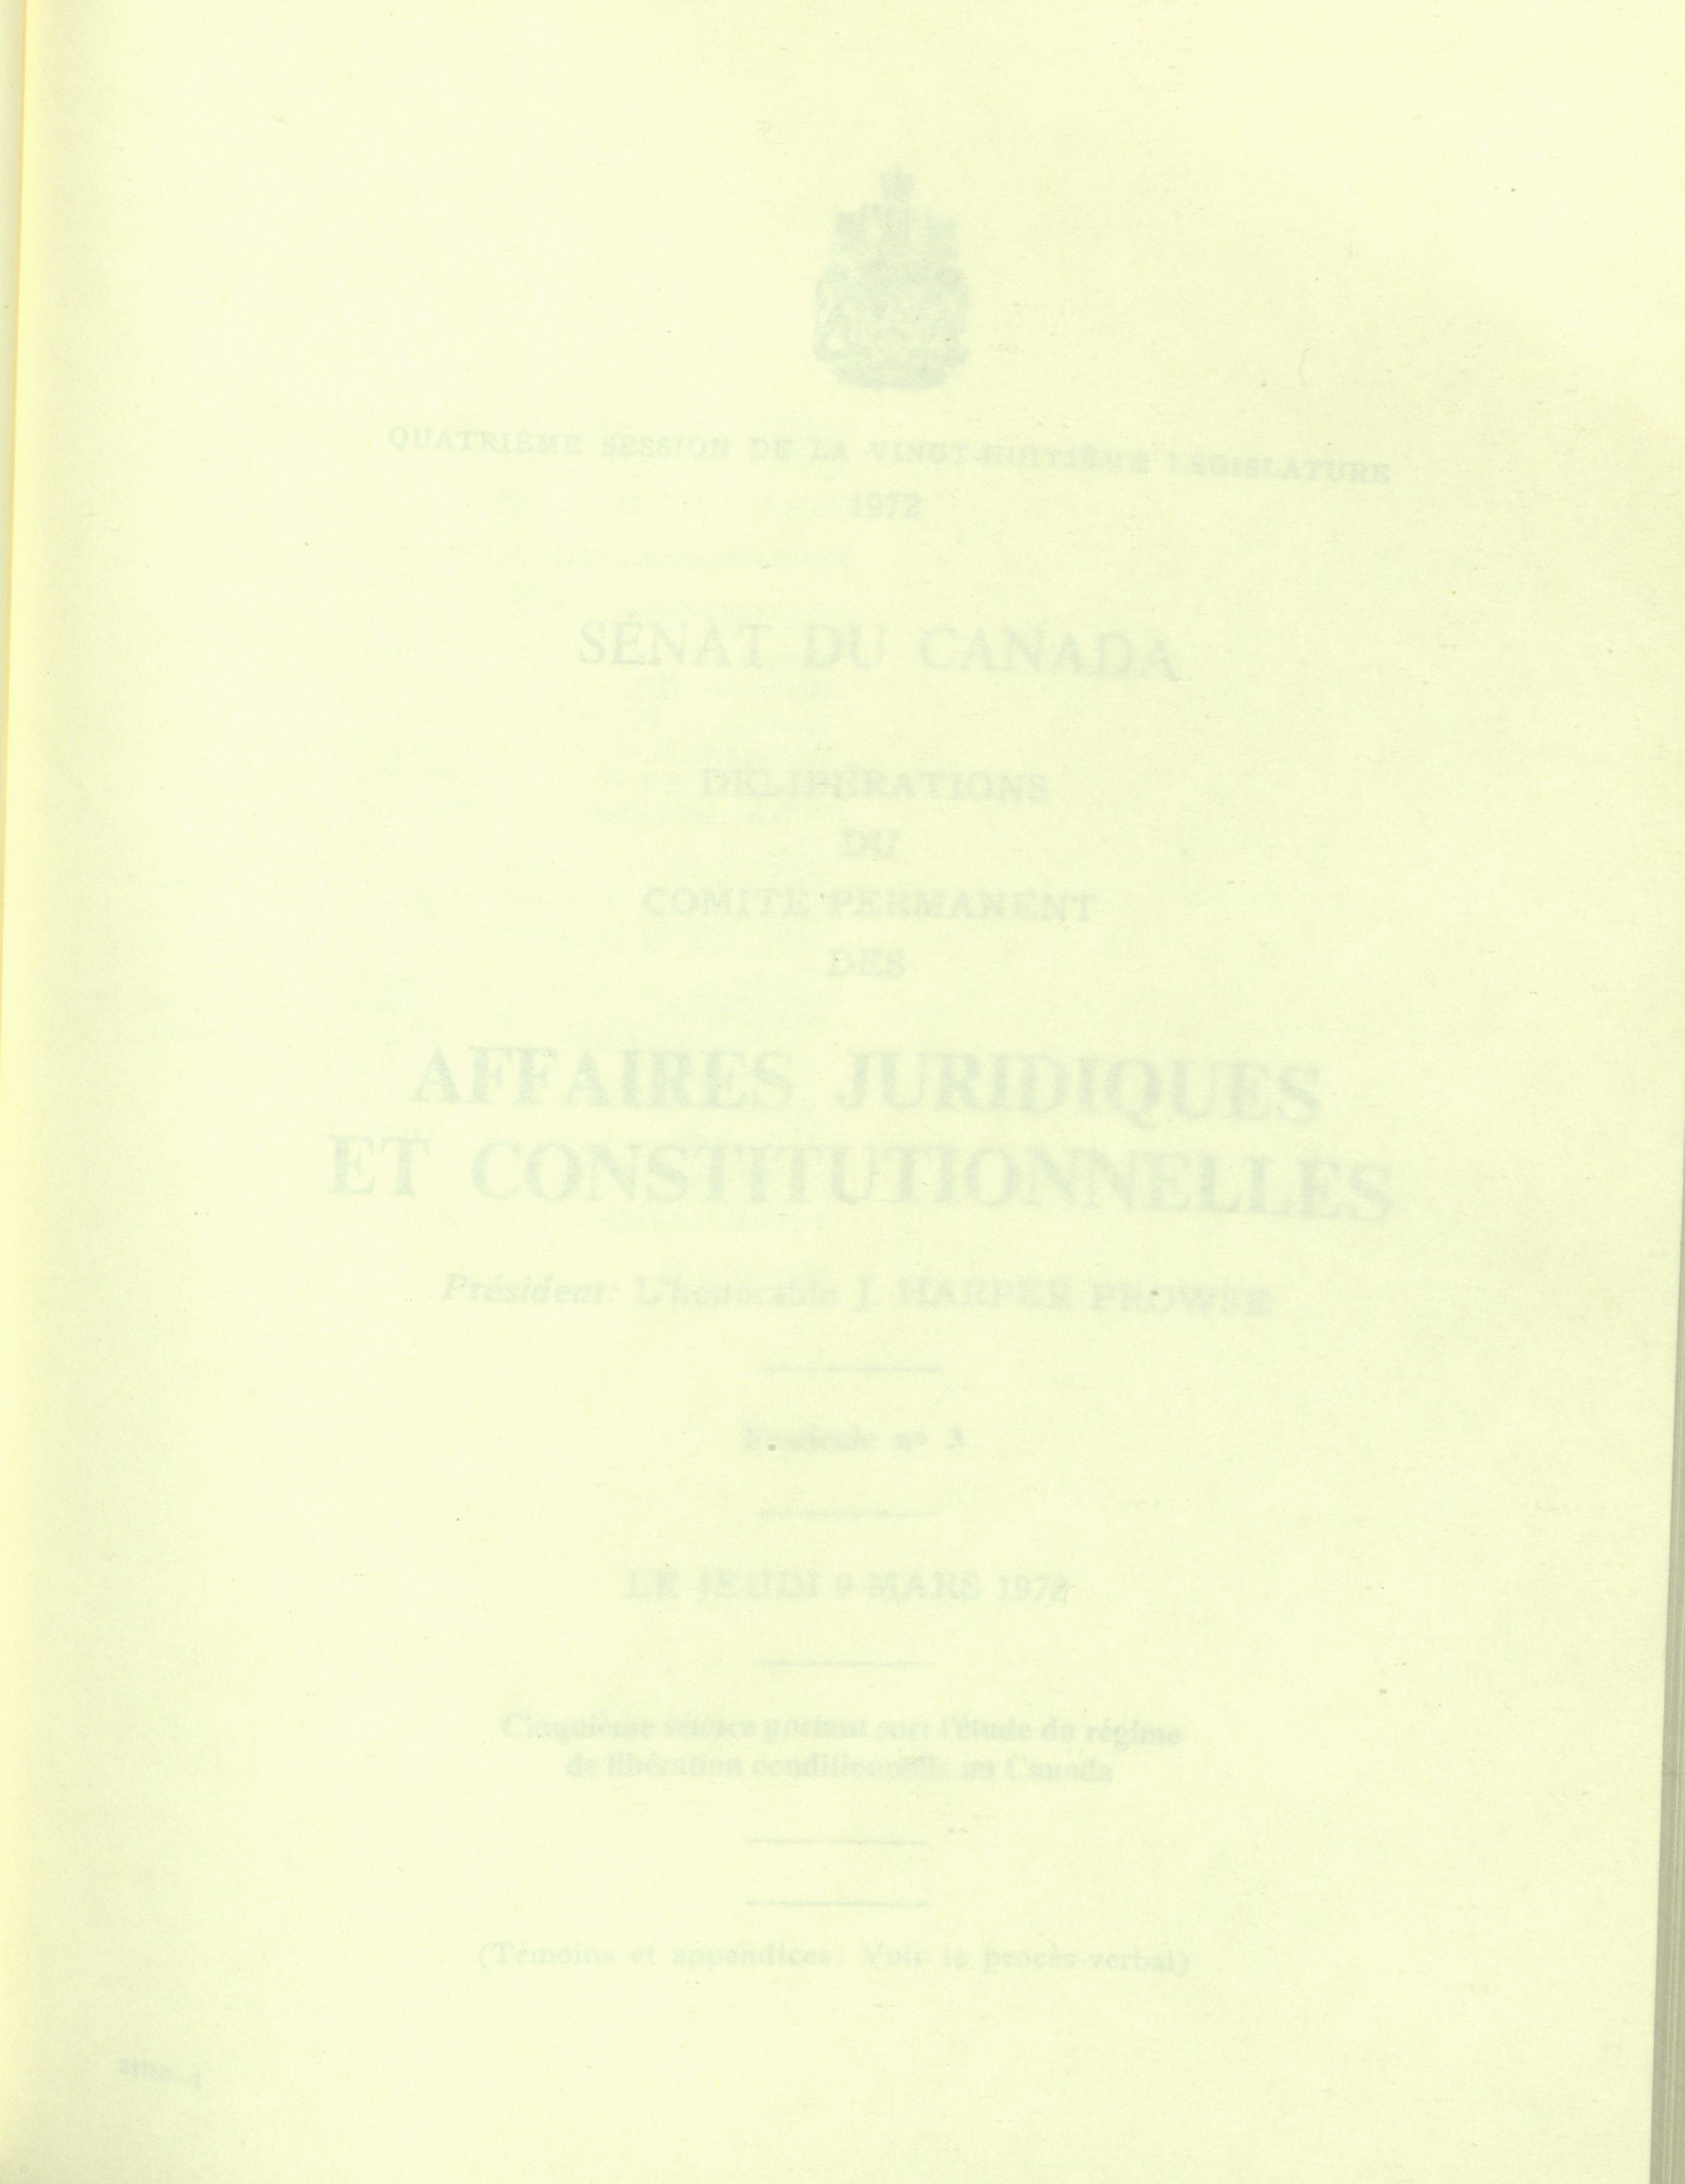 QUATRIÈME SESSION DE LA VINGT-HUITIÈME LÉGISLATURE
1972
SÉNAT DU CANADA
DÉLIBÉRATIONS
DU
COMITÉ PERMANENT
DES
AFFAIRES JURIDIQUES
ET CONSTITUTIONNELLES
Président: L'honorable J. HARPER PROWSE
Fascicule nº 3
LE JEUDI 9 MARS 1972
Cinquième séance portant sur l'étude du régime
de libération conditionnelle au Canada
(Témoins et appendices: Voir le procès-verbal)